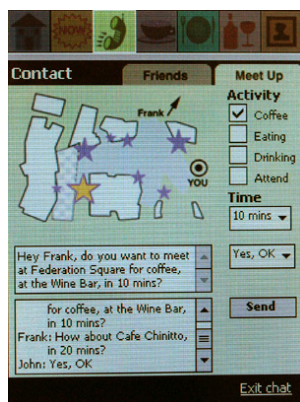 NOW
Contact
Friends
Meet Up
Activity
Coffee
Eating
Drinking
Attend
Frank
YOU
Time
10 mins
Hey Frank, do you want to meet
at Federation Square for coffee,
at the Wine Bar, in 10 mins?
Yes, OK
for coffee, at the Wine Bar,
in 10 mins?
Frank: How about Cafe Chinitto,
in 20 mins?
John: Yes, OK
Send
Exit chat